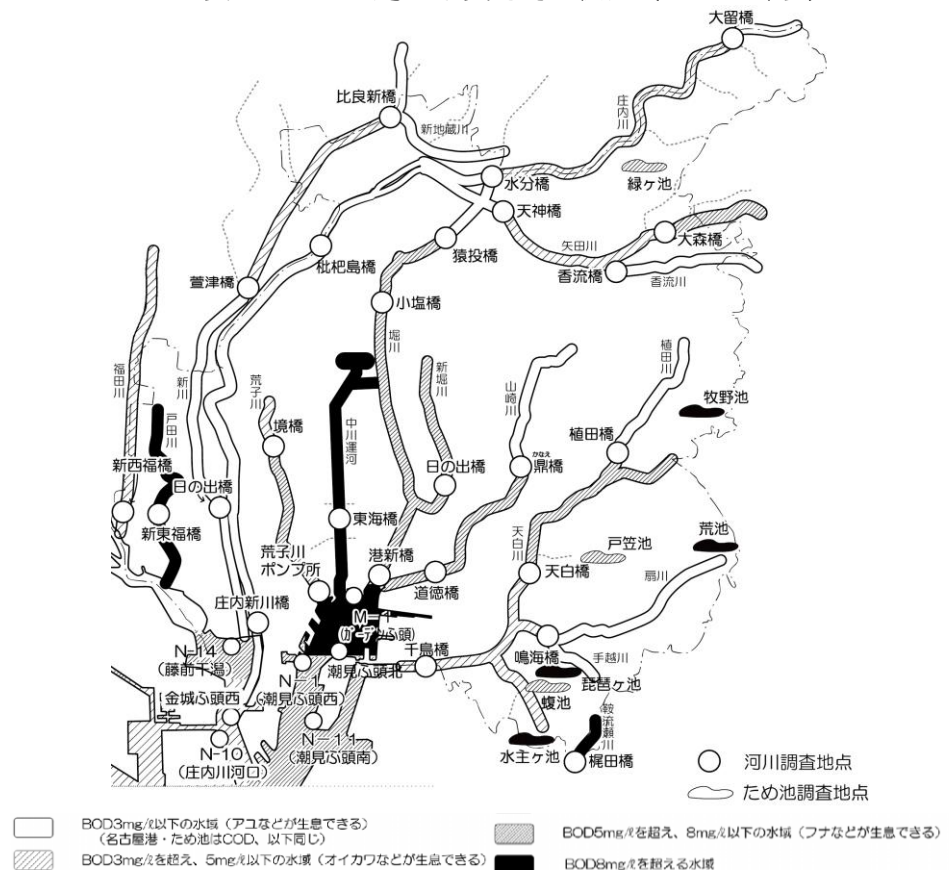 大留橋
比良新橋
庄内川
新地蔵川
水分橋
緑ヶ池
天神橋
矢田川
大森橋
猿投橋
枇杷島橋
香流橋
香流川
萱津橋
小塩橋
堀川
新堀川
福田川
新川
荒子川
山崎川
植田川
牧野池
戸田川
境橋
中川運河
植田橋
かなえ
鼎橋
新西福橋
日の出橋
日の出橋
新東福橋
東海橋
天白川
戸笠池
荒池
荒子川
ポンプ所
港新橋
道徳橋
天白橋
扇川
庄内新川橋
M-1
(ガーデンふ頭)
千鳥橋
鳴海橋
手越川
N-14
(藤前干潟)
潮見ふ頭北
琵琶ヶ池
N-1
(潮見ふ頭西)
蝮池
金城ふ頭西
鞍流瀬川
N-11
(潮見ふ頭南)
N-10
(庄内川河口)
水主ヶ池
梶田橋
河川調査地点
ため池調査地点
BOD3mg/ℓ以下の水域(アユなどが生息できる)
(名古屋港・ため池はCOD、以下同じ)
BOD5mg/ℓを超え、8mg/ℓ以下の水域(フナなどが生息できる)
BOD3mg/ℓを超え、5mg/ℓ以下の水域(オイカワなどが生息できる)
BOD8mg/ℓを超える水域